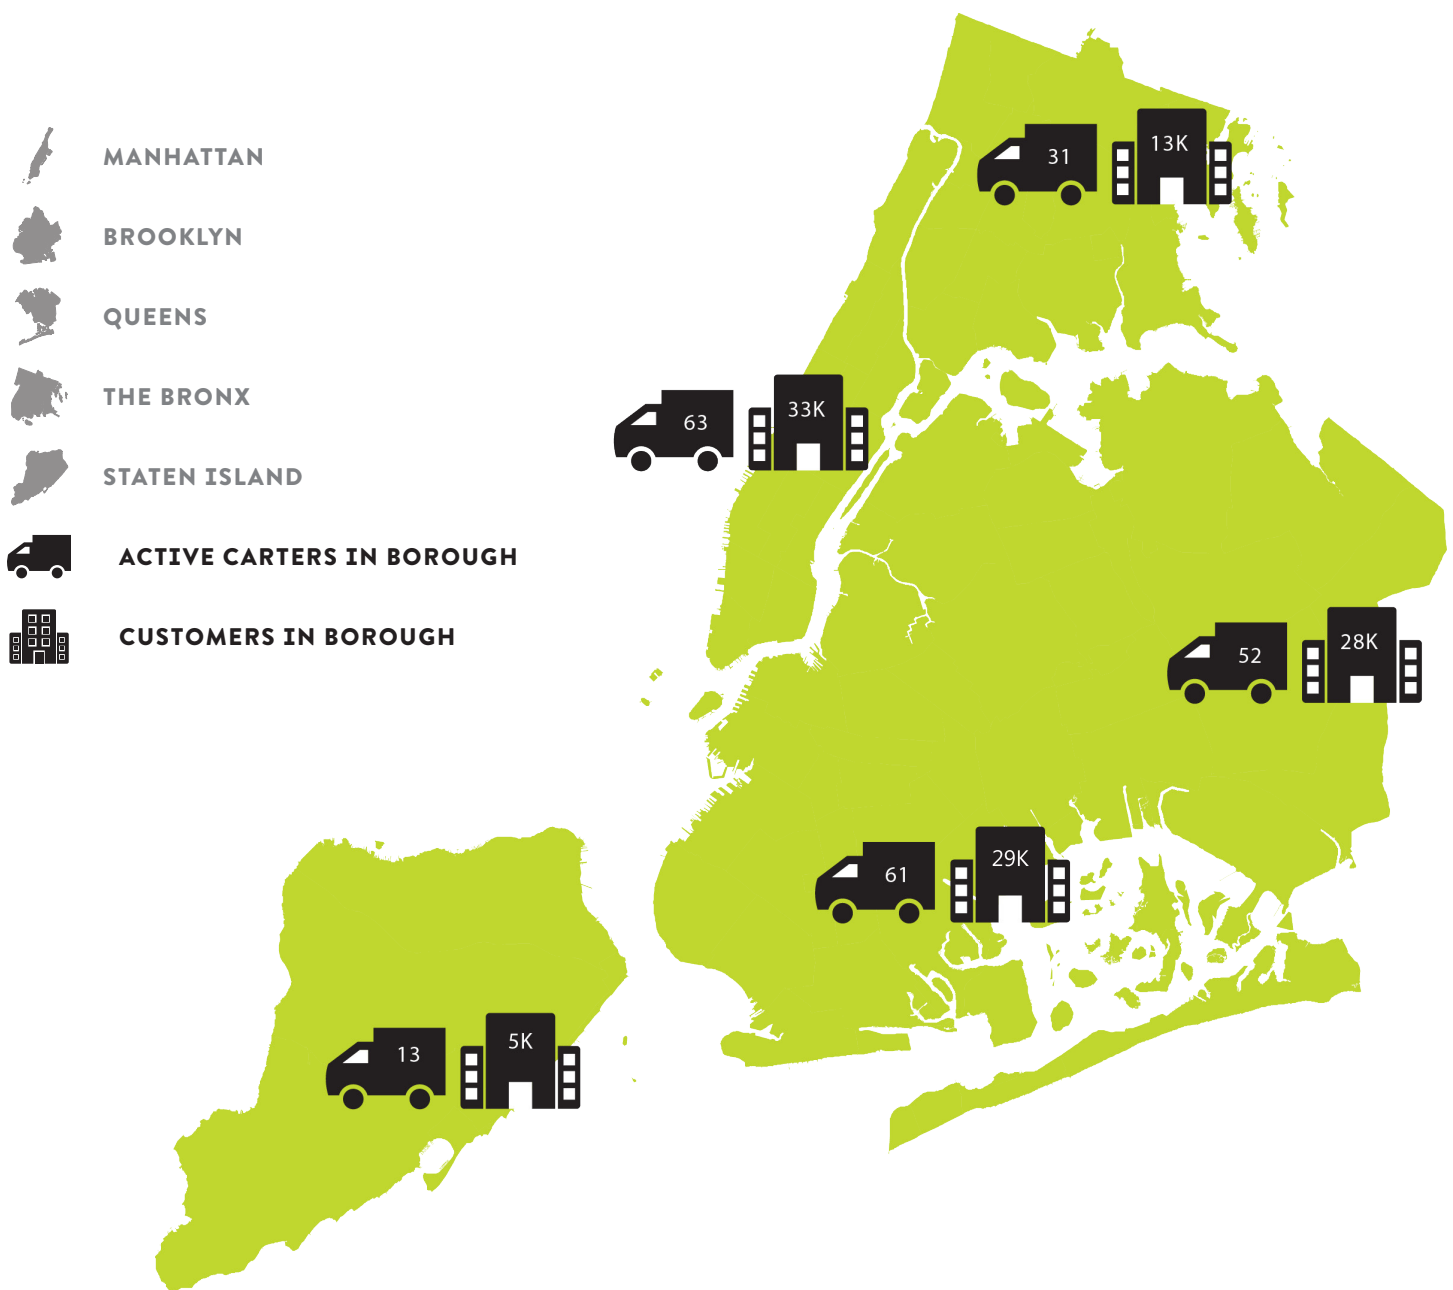 MANHATTAN
BROOKLYN
QUEENS
THE BRONX
STATEN ISLAND
ACTIVE CARTERS IN BOROUGH
CUSTOMERS IN BOROUGH
31
13K
63
33K
52
28K
61
29K
13
5K